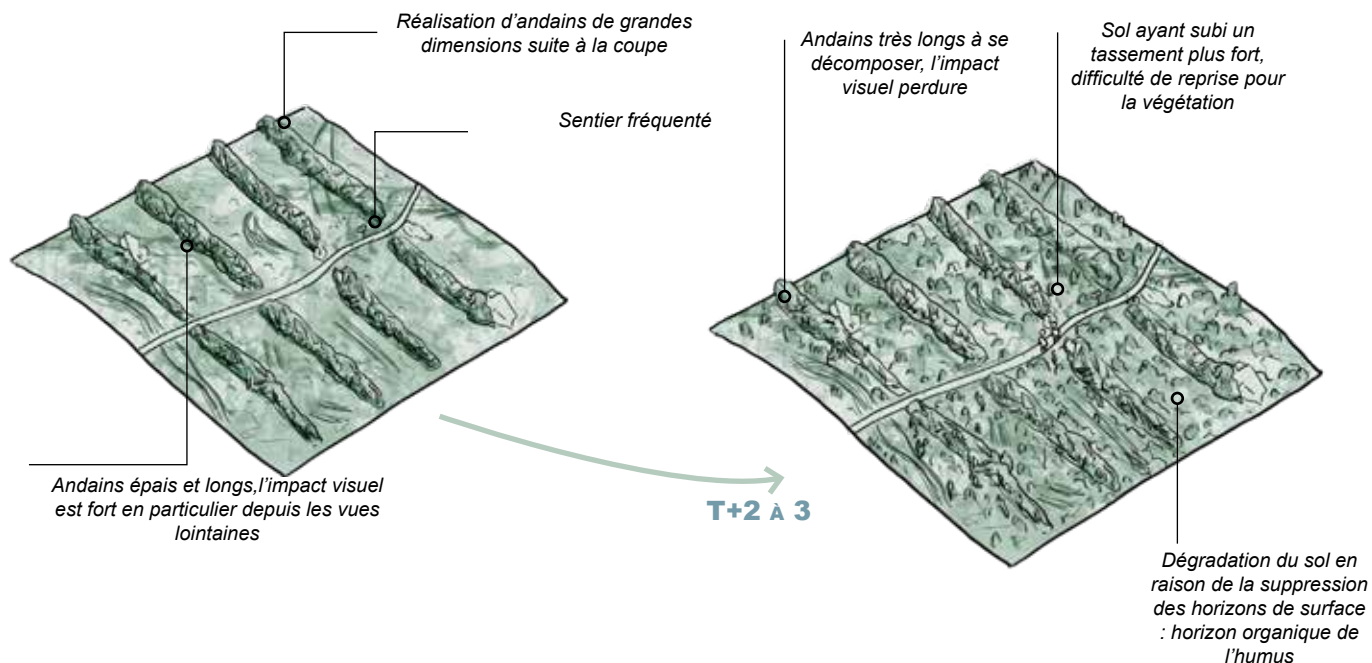 Réalisation d'andains de grandes
dimensions suite à la coupe
Sentier fréquenté
Andains épais et longs,l'impact visuel
est fort en particulier depuis les vues
lointaines
T+2 À 3
Andains très longs à se
décomposer, l'impact
visuel perdure
Sol ayant subi un
tassement plus fort,
difficulté de reprise pour
la végétation
Dégradation du sol en
raison de la suppression
des horizons de surface
: horizon organique de
l'humus